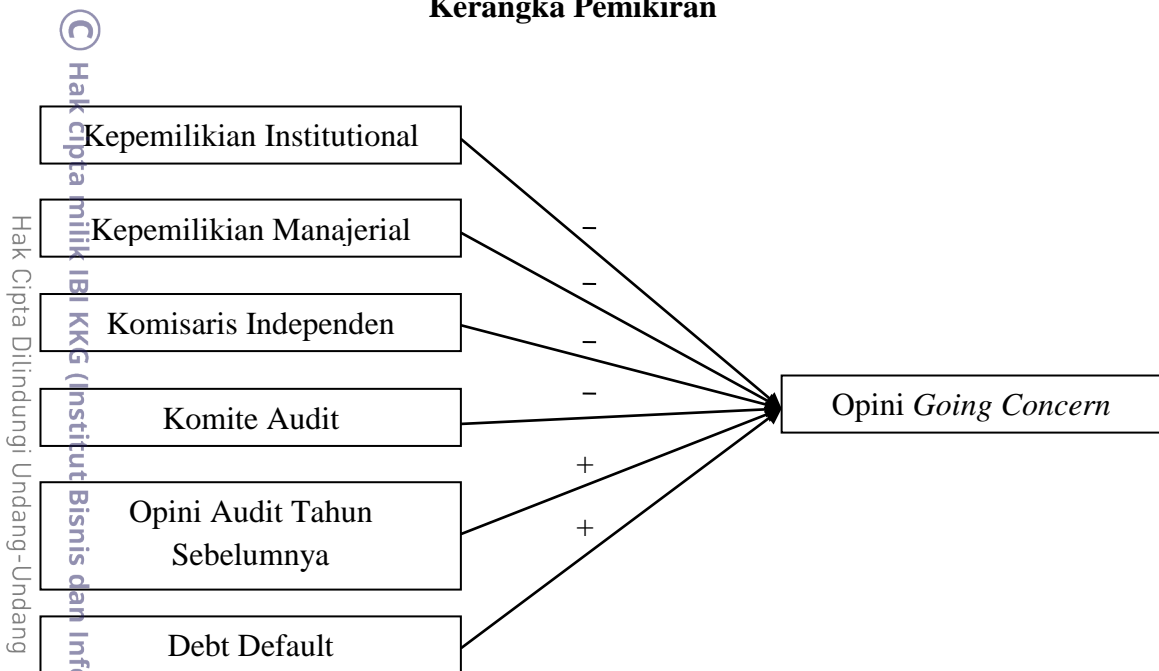 Kerangka Pemikiran
© Hak cipta milik IBI KKG (Institut Bisnis dan Info
Hak Cipta Dilindungi Undang-Undang
Kepemilikian Institutional
Kepemilikian Manajerial
Komisaris Independen
Komite Audit
Opini Audit Tahun
Sebelumnya
Debt Default
–
–
–
–
+
+
Opini Going Concern